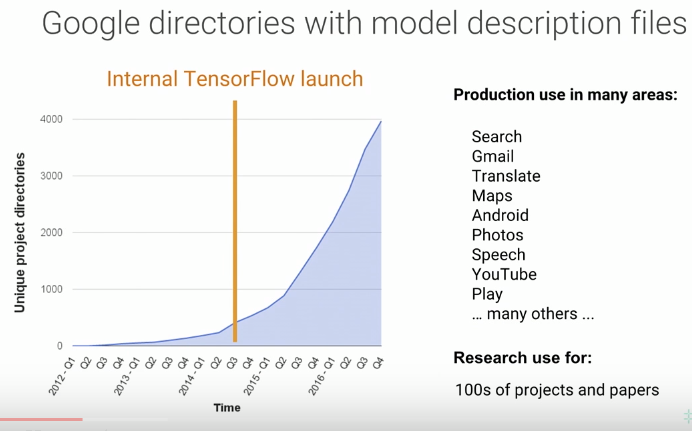 Google directories with model description files
Internal TensorFlow launch
Unique project directories
4000
3000
2000
1000
0
2012 - Q1
Q2
Q3
Q4
2013 - Q1
Q2
Q3
Q4
2014 - Q1
Q2
Q3
Q4
2015 - Q1
Q2
Q3
Q4
2016 - Q1
Q2
Q3
Q4
Time
Production use in many areas:
Search
Gmail
Translate
Maps
Android
Photos
Speech
YouTube
Play
... many others ...
Research use for:
100s of projects and papers